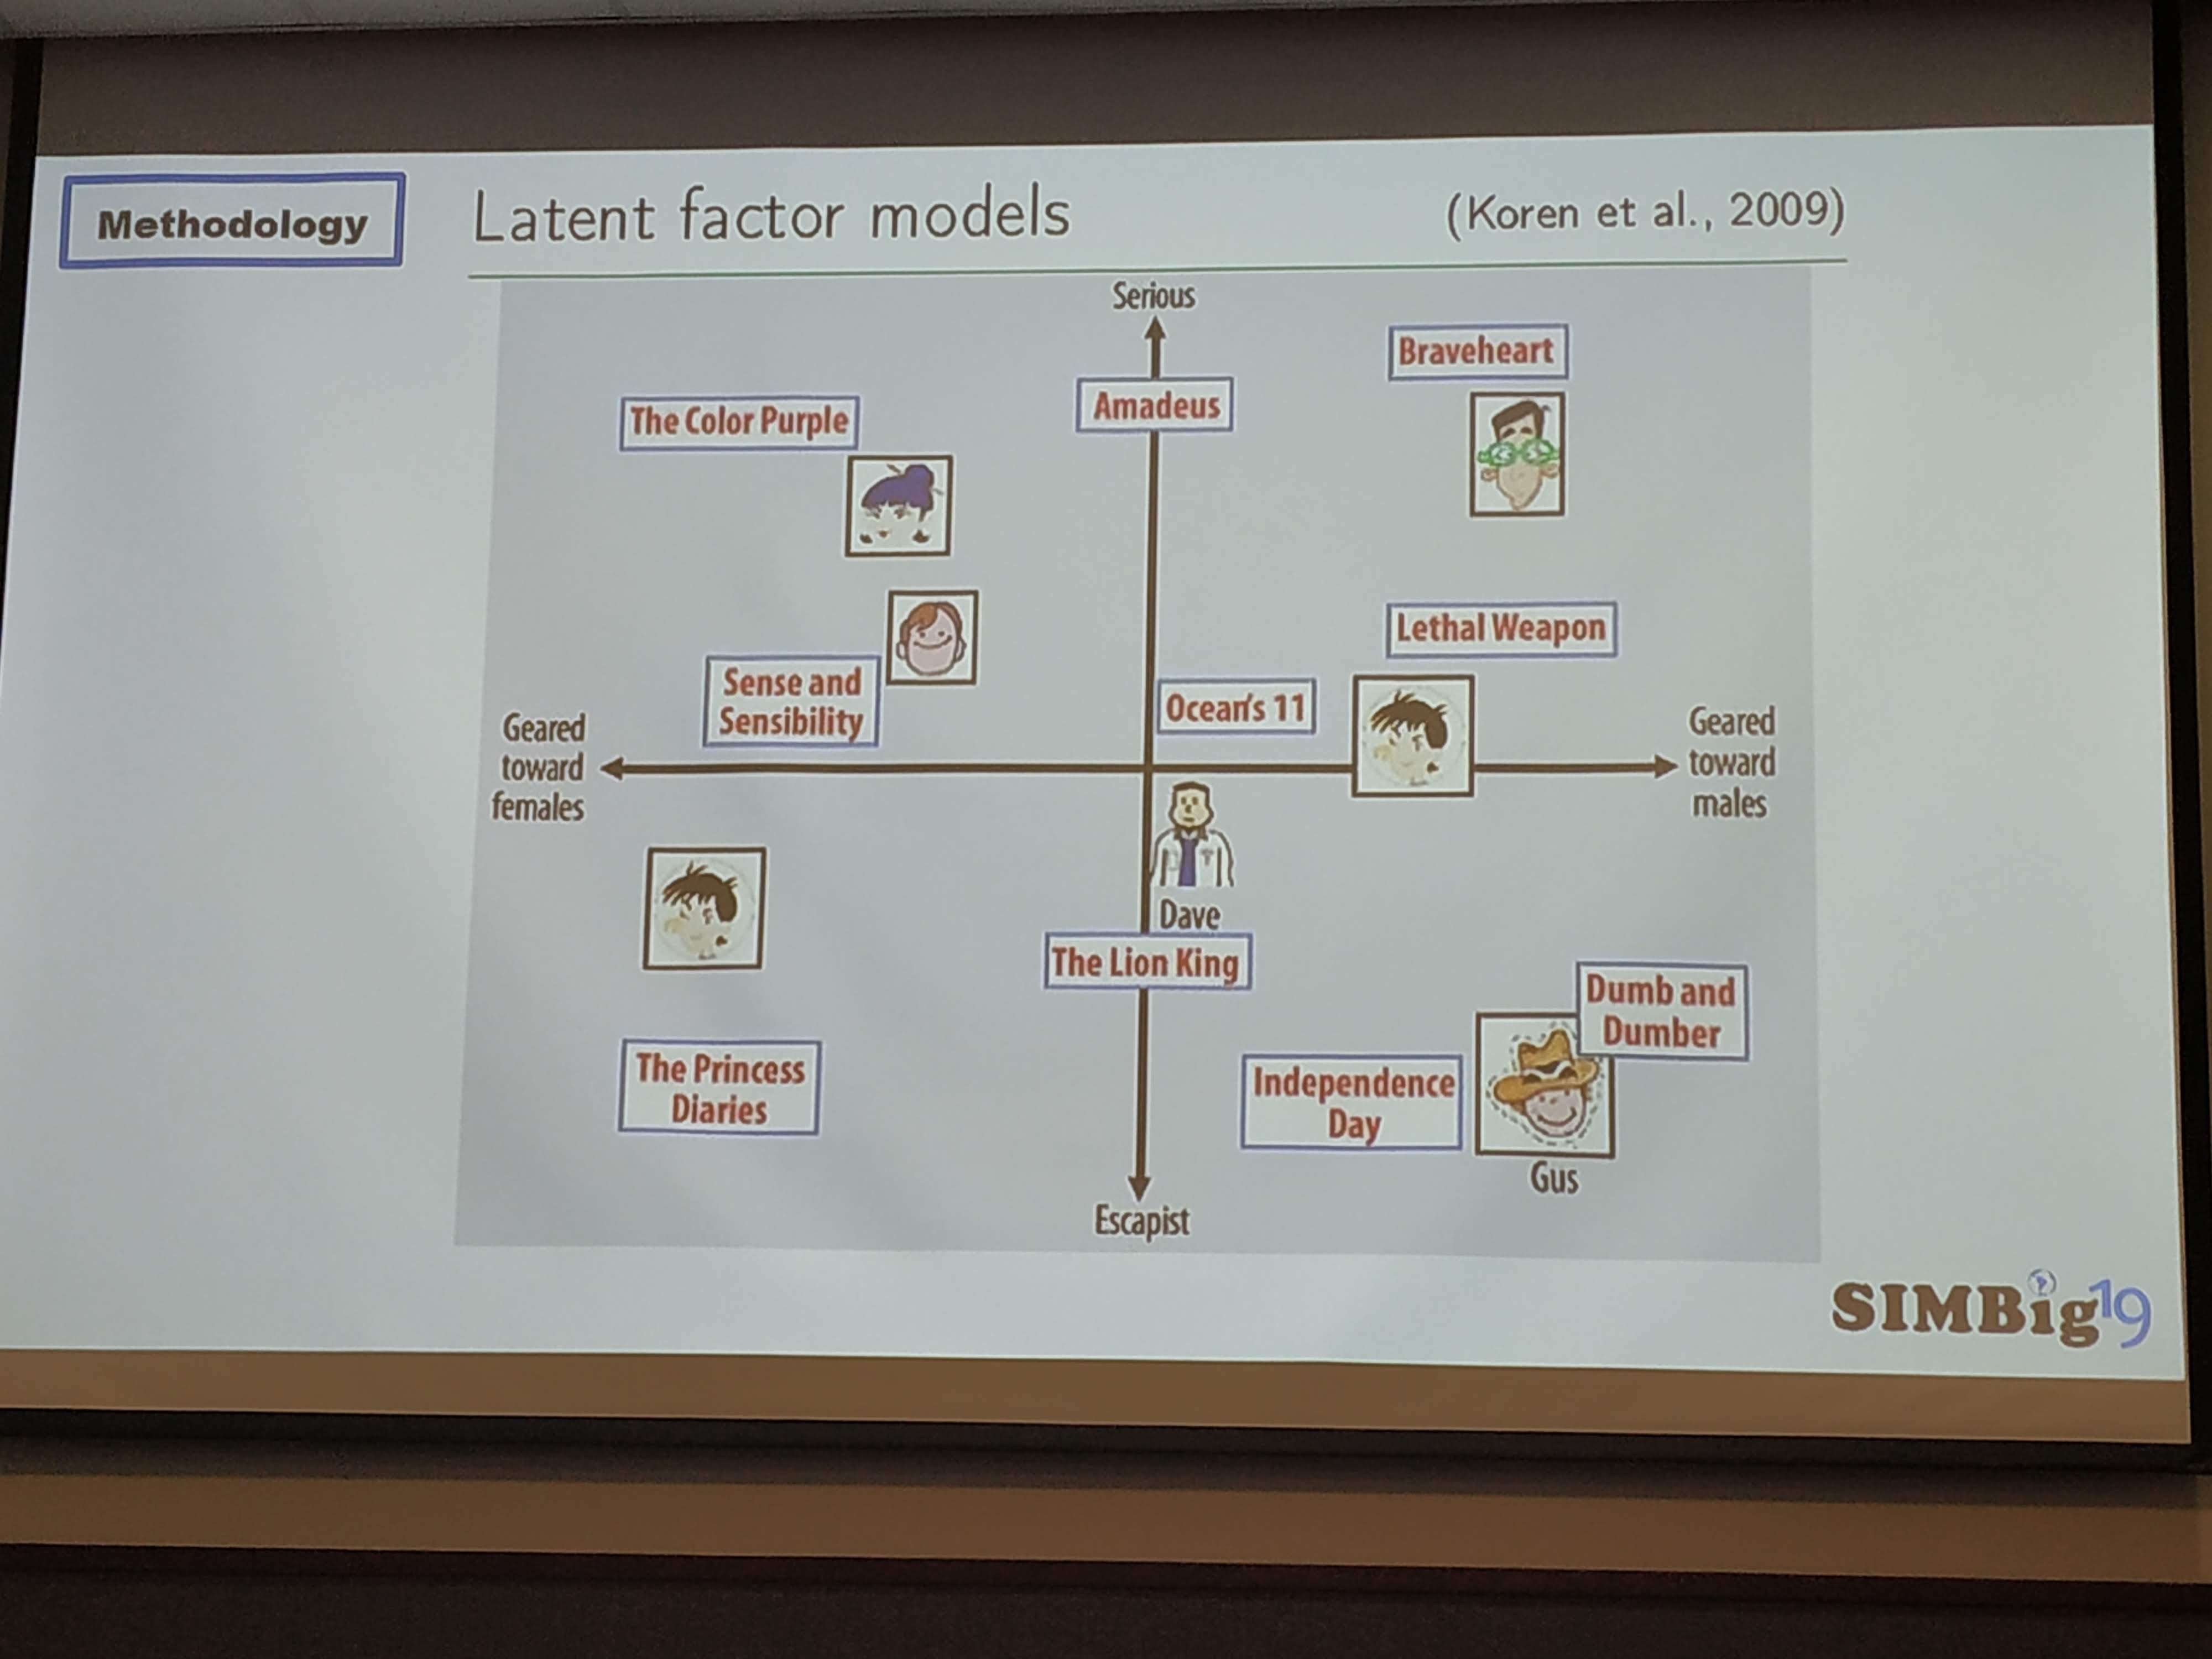 Methodology
Latent factor models
(Koren et al., 2009)
Serious
Braveheart
Amadeus
The Color Purple
Lethal Weapon
Sense and
Sensibility
Ocean's 11
Geared
toward
females
Geared
toward
males
Dave
The Lion King
Dumb and
Dumber
The Princess
Diaries
Independence
Day
Gus
Escapist
SIMBig19